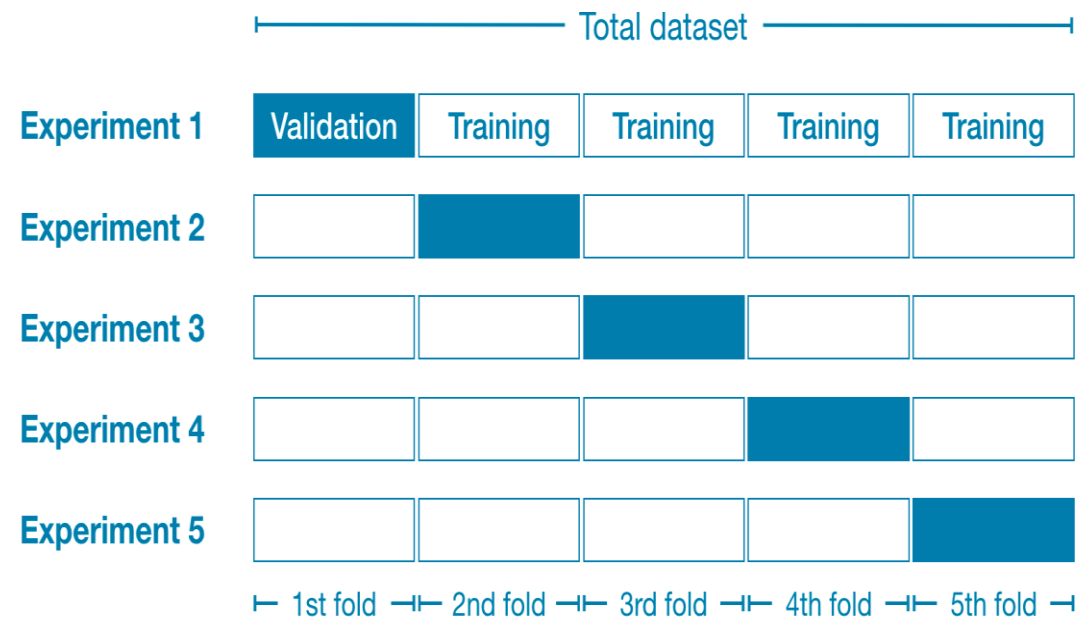 Total dataset
Experiment 1 Validation Training Training Training Training
Experiment 2
Experiment 3
Experiment 4
Experiment 5
1st fold 2nd fold 3rd fold 4th fold 5th fold